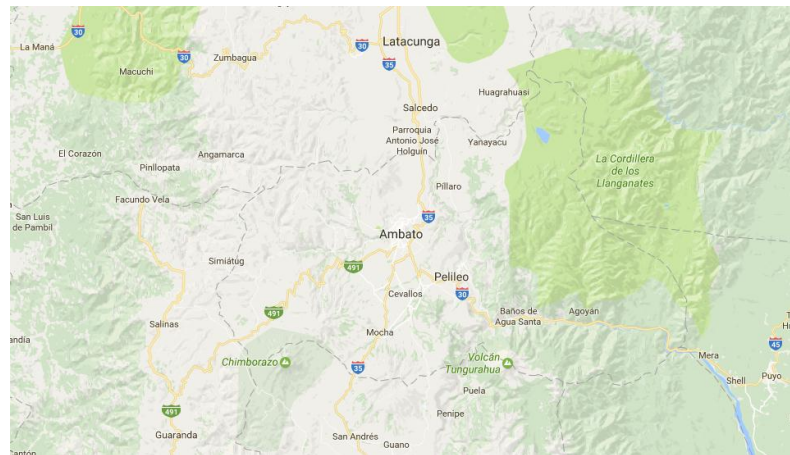 30
La Maná
30
Latacunga
30
Zumbagua
35
Macuchi
Huagrahuasi
Salcedo
Parroquia
Antonio José
Holguín
Yanayacu
El Corazón
Angamarca
Pinllopata
La Cordillera
de los
Llanganates
Píllaro
Facundo Vela
San Luis
de Pambil
35
Ambato
Simiátug
491
Pelileo
30
Cevallos
491
Baños de
Agua Santa
Agoyán
Salinas
Mocha
andía
45
Chimborazo
Volcán
Tungurahua
Mera
35
Shell
Puyo
Puela
491
Penipe
Guaranda
San Andrés
Guano